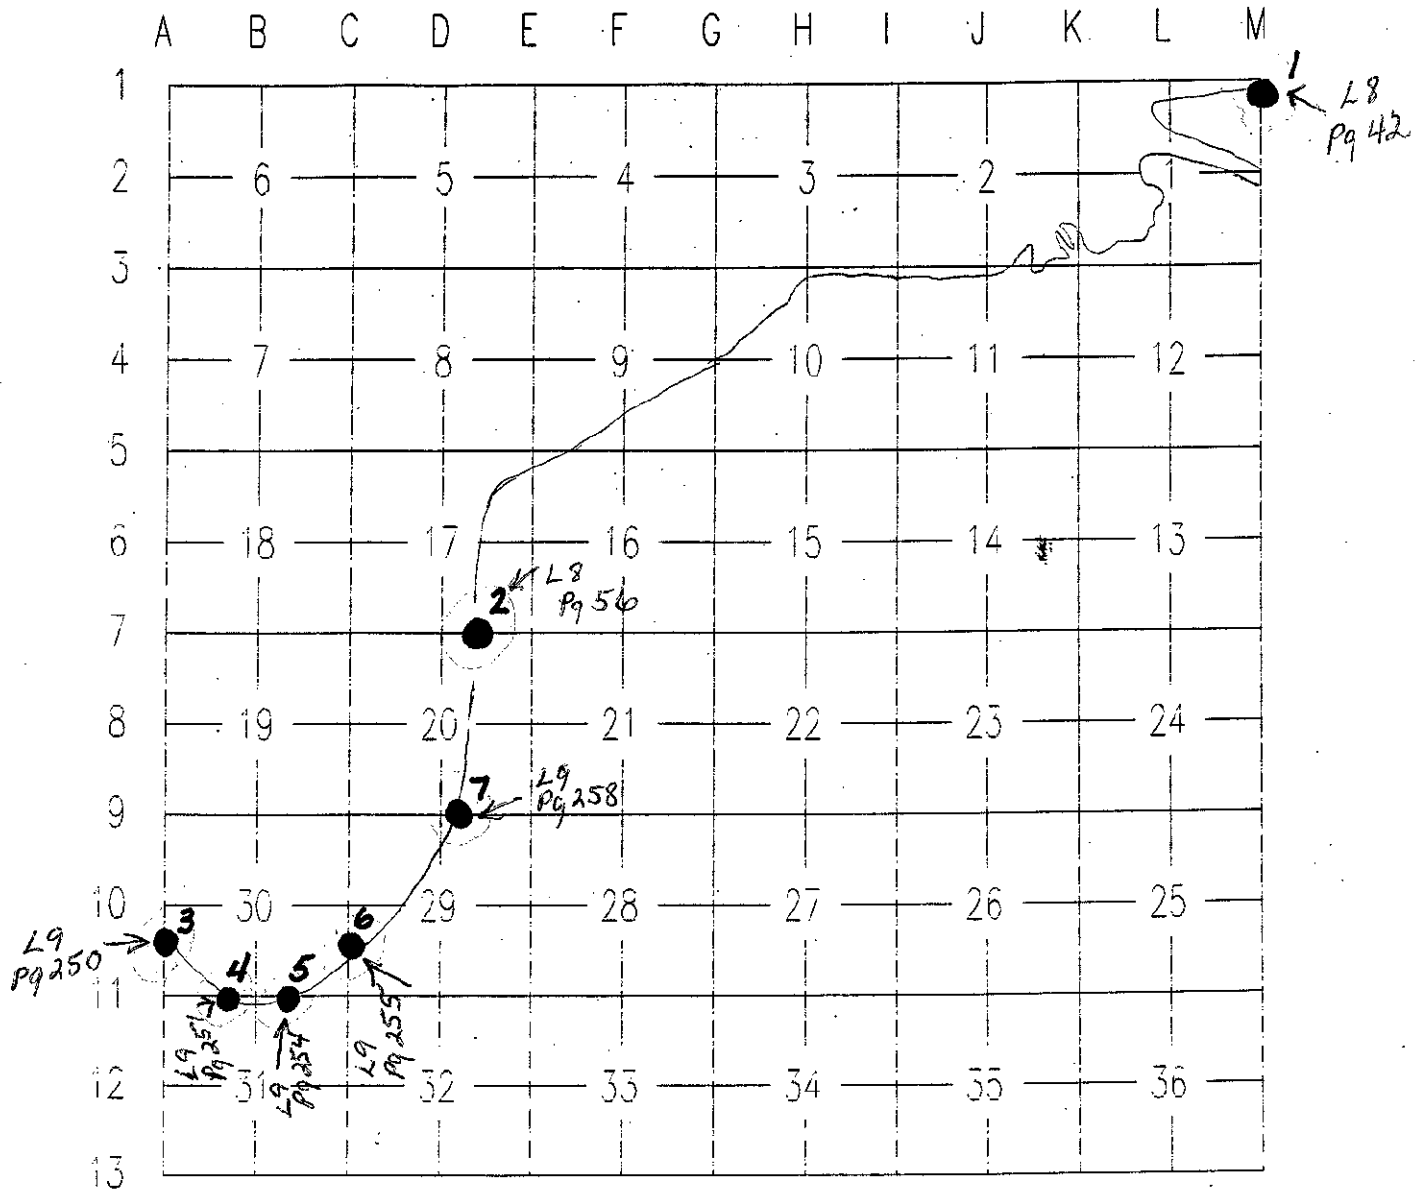 A B C D E F G H I J K L M
1
1
L8
Pg 42
2 6 5 4 3 2 1
3
4 7 8 9 10 11 12
5
6 18 17 16 15 14 13
L8
2
Pg 56
7
8 19 20 21 22 23 24
7
L9
Pg 258
9
10 30 29 28 27 26 25
3
6
L9
Pg 250
4 5
11
L9
Pg 251
L9
Pg 254
L9
Pg 255
12 31 32 33 34 35 36
13